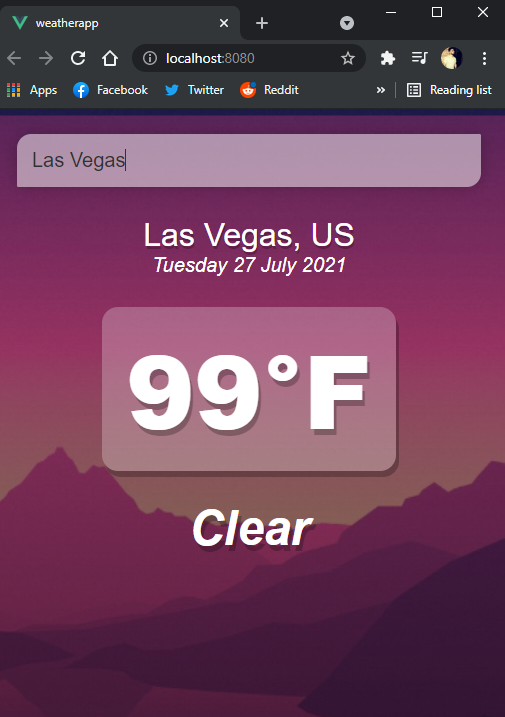 weatherapp
localhost:8080
Apps Facebook Twitter Reddit » Reading list
Las Vegas
Las Vegas, US
Tuesday 27 July 2021
99°F
Clear